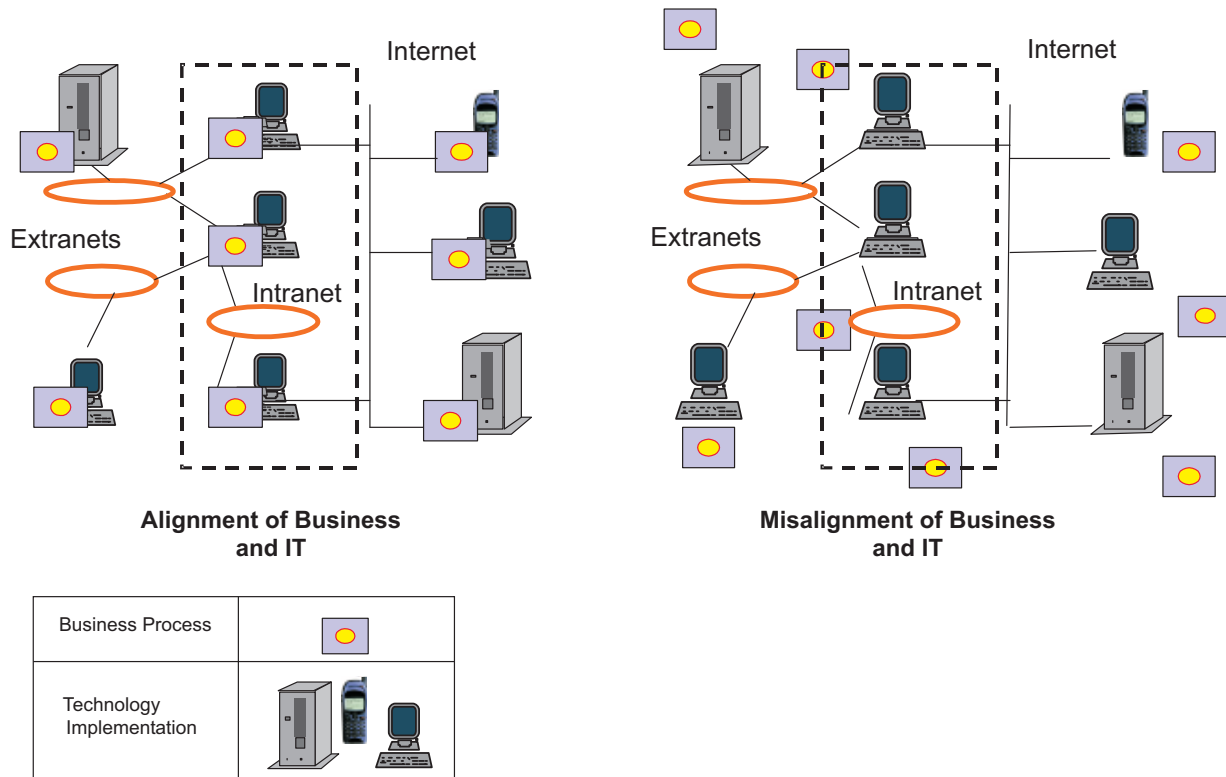 Internet
Extranets
Intranet
Alignment of Business
and IT
Internet
Extranets
Intranet
Misalignment of Business
and IT
Business Process
Technology
Implementation